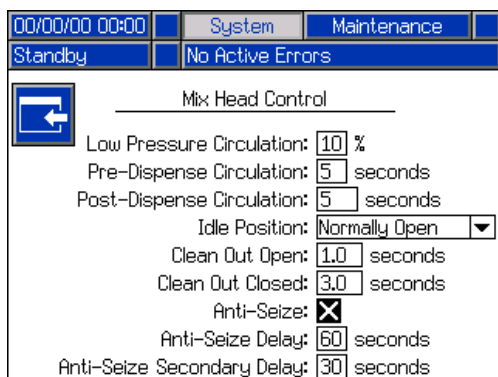 00/00/00 00:00 System Maintenance
Standby No Active Errors
Mix Head Control
Low Pressure Circulation: 10 %
Pre-Dispense Circulation: 5 seconds
Post-Dispense Circulation: 5 seconds
Idle Position: Normally Open
Clean Out Open: 1.0 seconds
Clean Out Closed: 3.0 seconds
Anti-Seize:
Anti-Seize Delay: 60 seconds
Anti-Seize Secondary Delay: 30 seconds